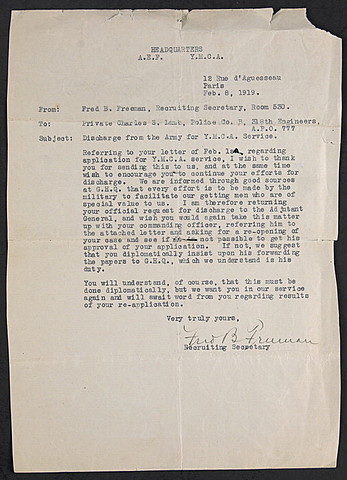 HEADQUARTERS
A.E.F. Y.M.C.A.
12 Rue d'Aguesseau
Paris
Feb. 8, 1919.
From: Fred B. Freeman, Recruiting Secretary, Room 530.
To: Private Charles S. Lamb, Police Co. B, 318th Engineers,
A.P.O. 777
Subject: Discharge from the Army for Y.M.C.A. Service.
Referring to your letter of Feb. regarding
application for Y.M.C.A. service, I wish to thank
you for sending this to us, and at the same time
wish to encourage you to continue your efforts for
discharge. We are informed through good sources
at G.H.Q. that every effort is to be made by the
military to facilitate our getting men who are of
special value to us. I am therefore returning
your official request for discharge to the Adjutant
General, and wish you would again take this matter
up with your commanding officer, referring him to
the attached letter and asking for a re-opening of
your case and see if not possible to get his
approval of your application. If not, we suggest
that you diplomatically insist upon his forwarding
the papers to G.H.Q. which we understand is his
duty.
You will understand, of course, that this must be
done diplomatically, but we want you in our service
again and will await word from you regarding results
of your re-application.
Very truly yours,
Fred B Freeman
Recruiting Secretary